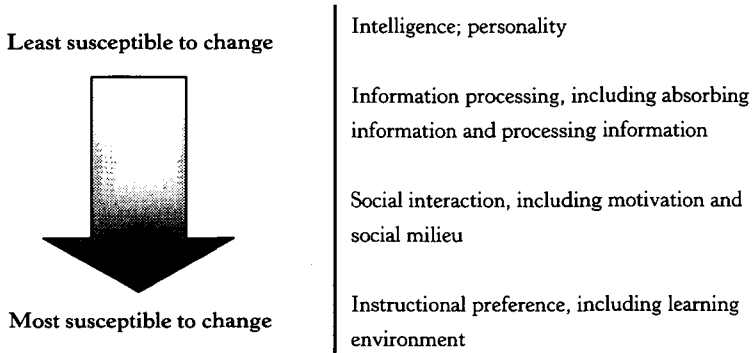 Least susceptible to change
Most susceptible to change
Intelligence; personality
Information processing, including absorbing
information and processing information
Social interaction, including motivation and
social milieu
Instructional preference, including learning
environment